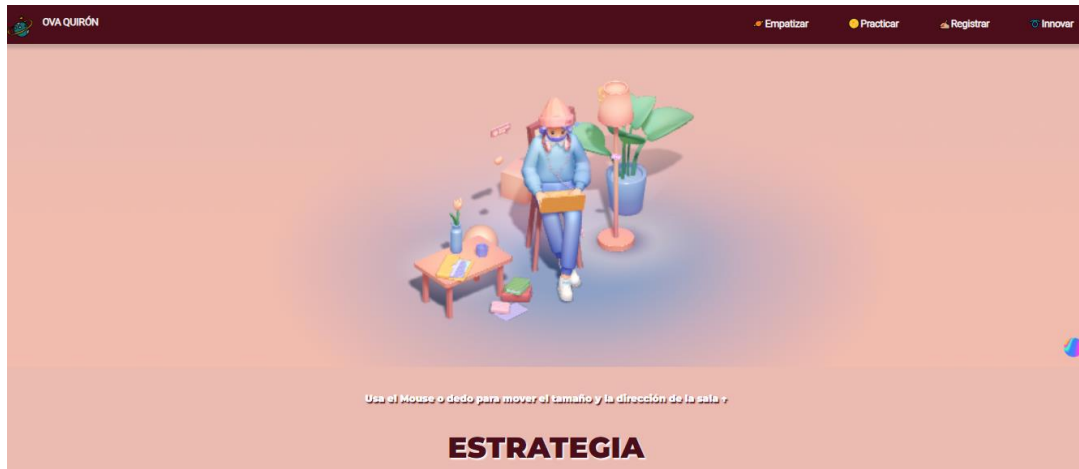 OVA QUIRÓN
Empatizar
Practicar
Registrar
Innovar
Usa el Mouse o dedo para mover el tamaño y la dirección de la sala +
ESTRATEGIA